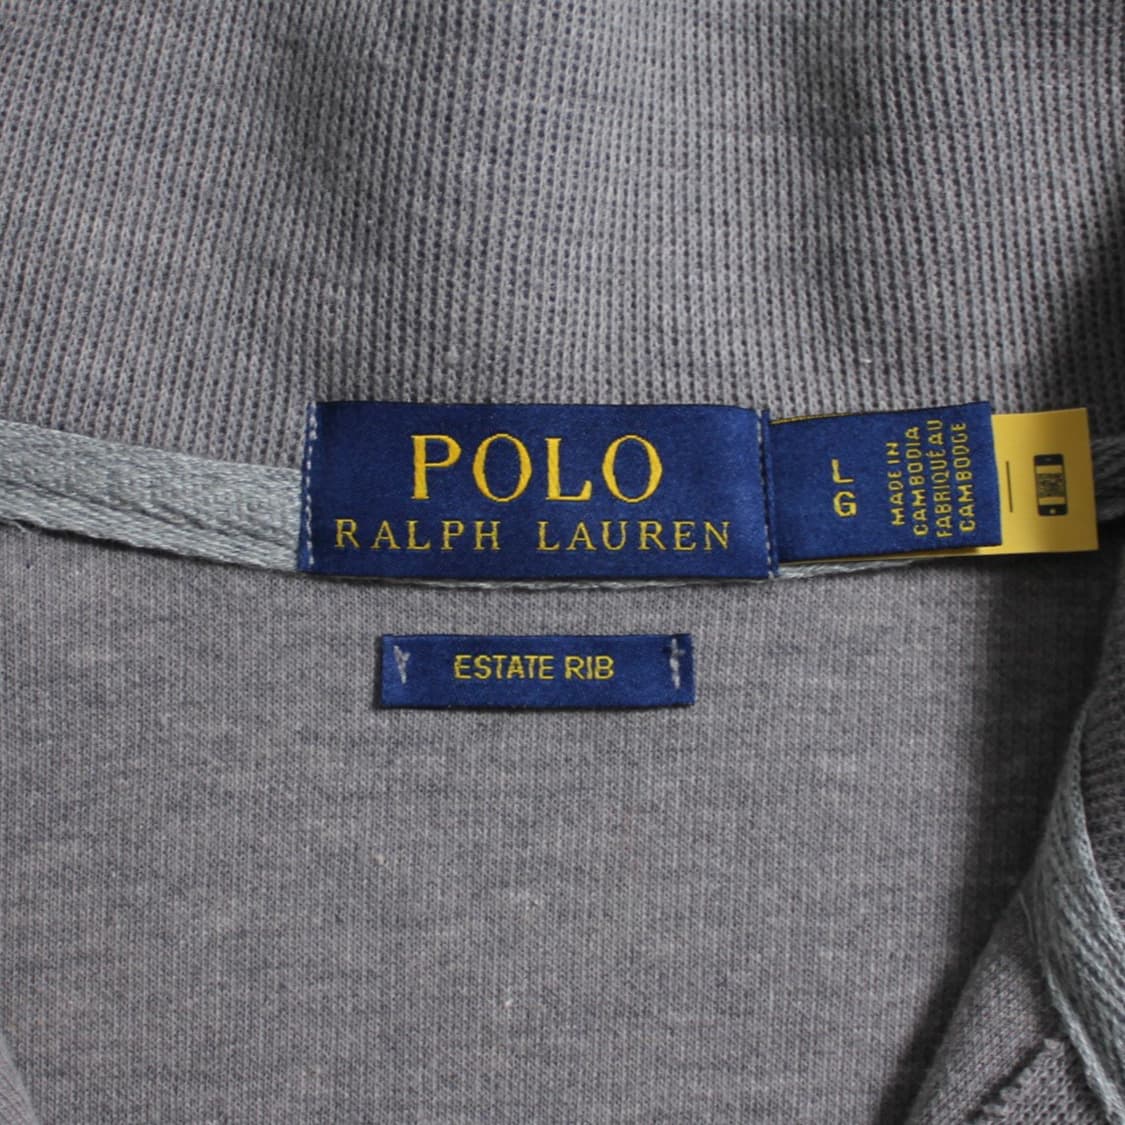 POLO
RALPH LAUREN
L
G
MADE IN
CAMBODIA
FABRIQUÉ AU
CAMBODGE
ESTATE RIB